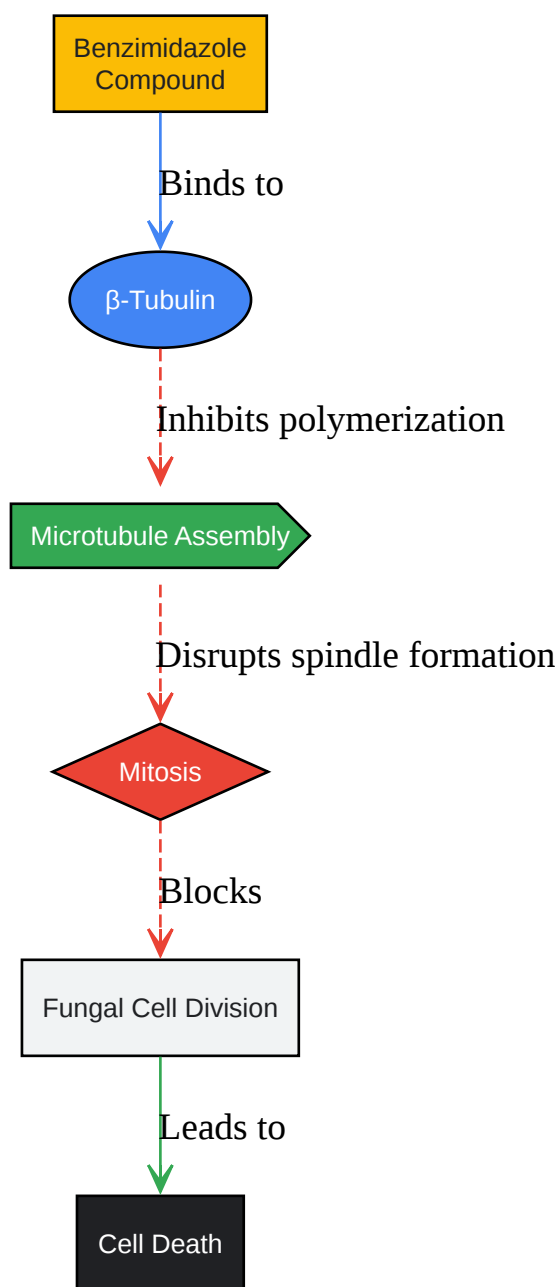 Benzimidazole
Compound
Binds to
β-Tubulin
Inhibits polymerization
Microtubule Assembly
Disrupts spindle formation
Mitosis
Blocks
Fungal Cell Division
Leads to
Cell Death